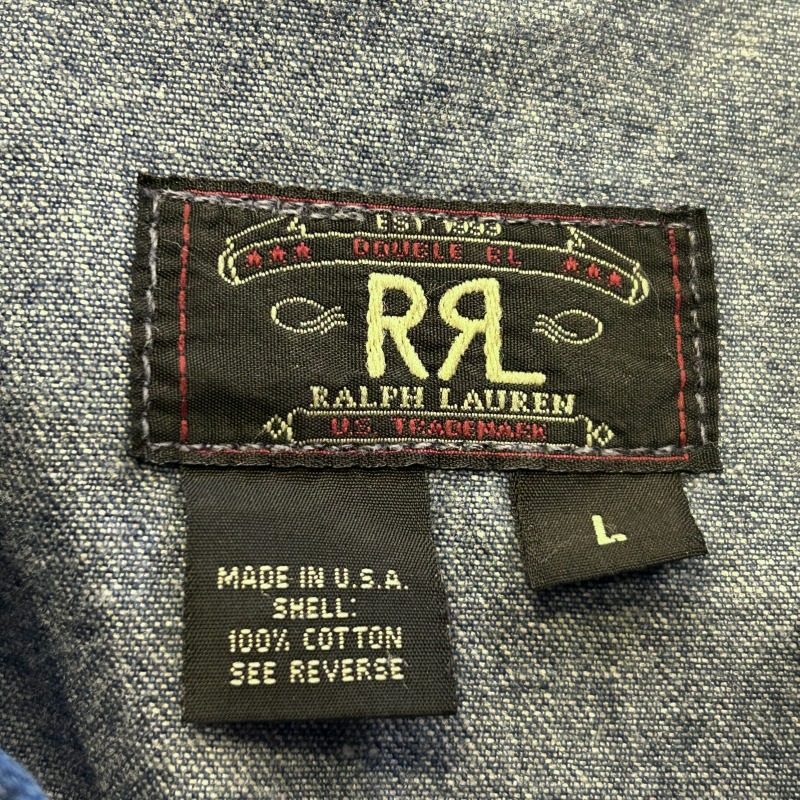 EST. 1993
DOUBLE RL
RRL
RALPH LAUREN
U.S. TRADEMARK
L
MADE IN U.S.A.
SHELL:
100% COTTON
SEE REVERSE